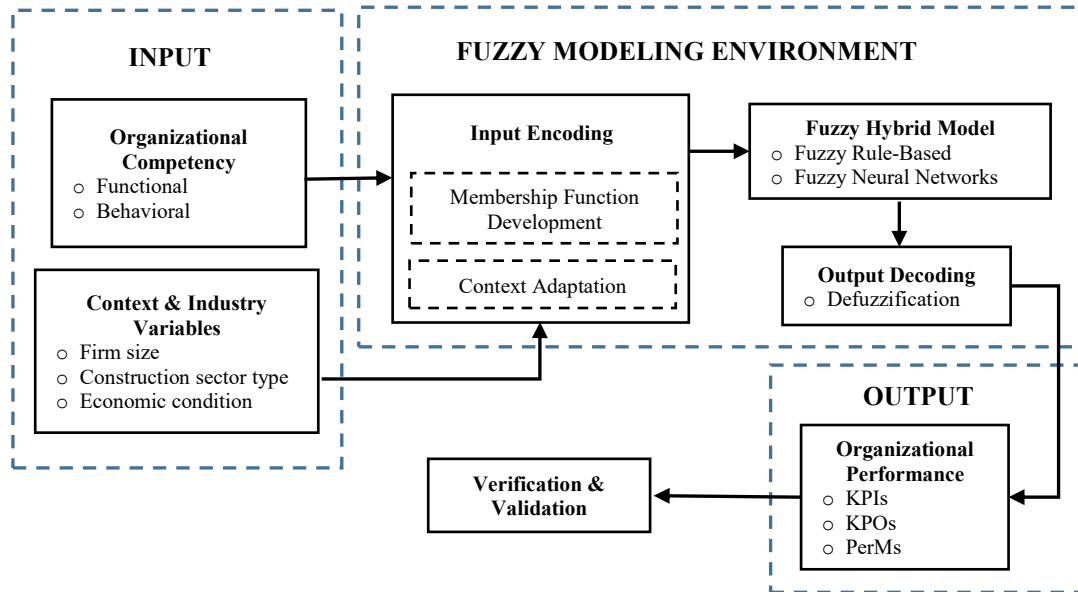 INPUT
Organizational
Competency
○ Functional
○ Behavioral
Context & Industry
Variables
○ Firm size
○ Construction sector type
○ Economic condition
FUZZY MODELING ENVIRONMENT
Input Encoding
Membership Function
Development
Context Adaptation
Fuzzy Hybrid Model
○ Fuzzy Rule-Based
○ Fuzzy Neural Networks
Output Decoding
○ Defuzzification
OUTPUT
Organizational
Performance
○ KPIs
○ KPOs
○ PerMs
Verification &
Validation